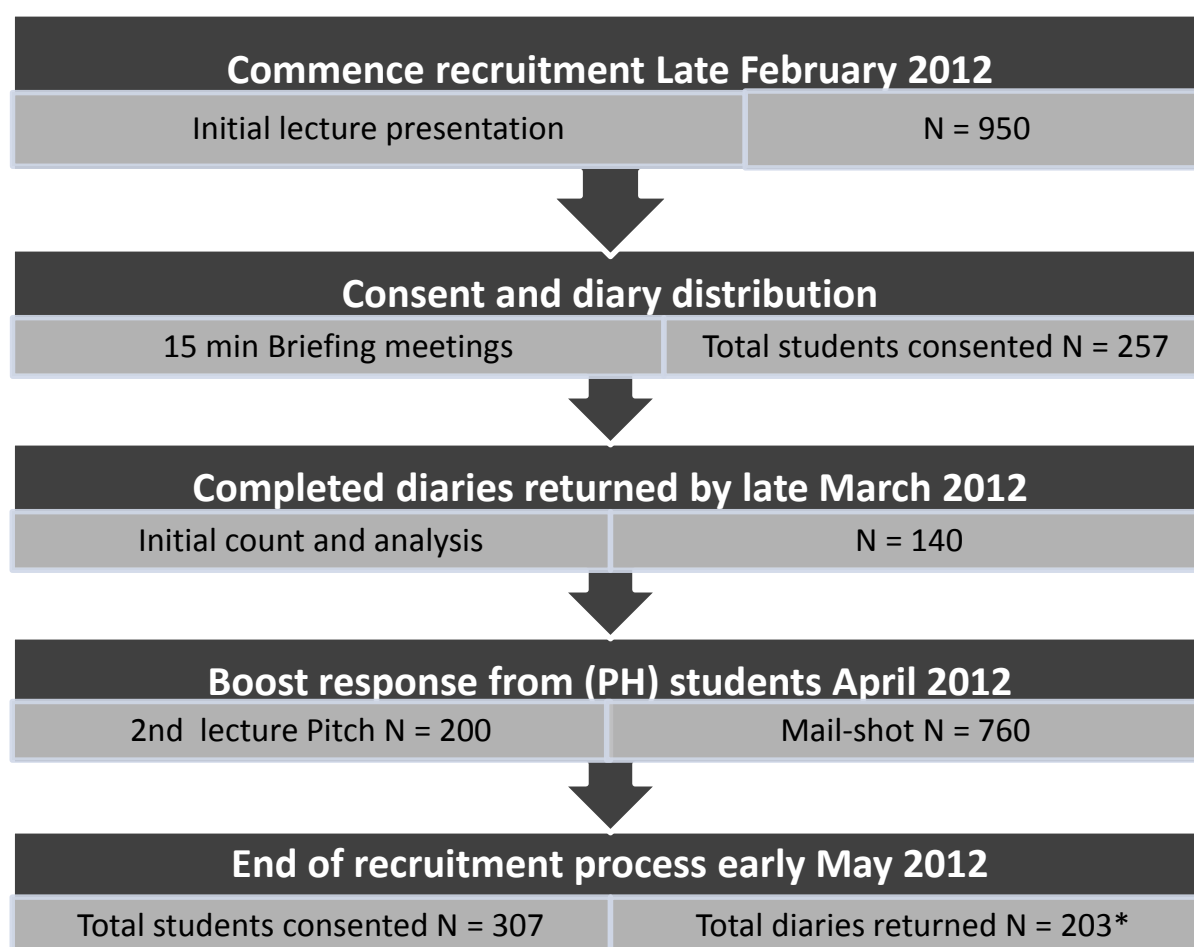 Commence recruitment Late February 2012
Initial lecture presentation N = 950
Consent and diary distribution
15 min Briefing meetings Total students consented N = 257
Completed diaries returned by late March 2012
Initial count and analysis N = 140
Boost response from (PH) students April 2012
2nd lecture Pitch N = 200 Mail-shot N = 760
End of recruitment process early May 2012
Total students consented N = 307 Total diaries returned N = 203*